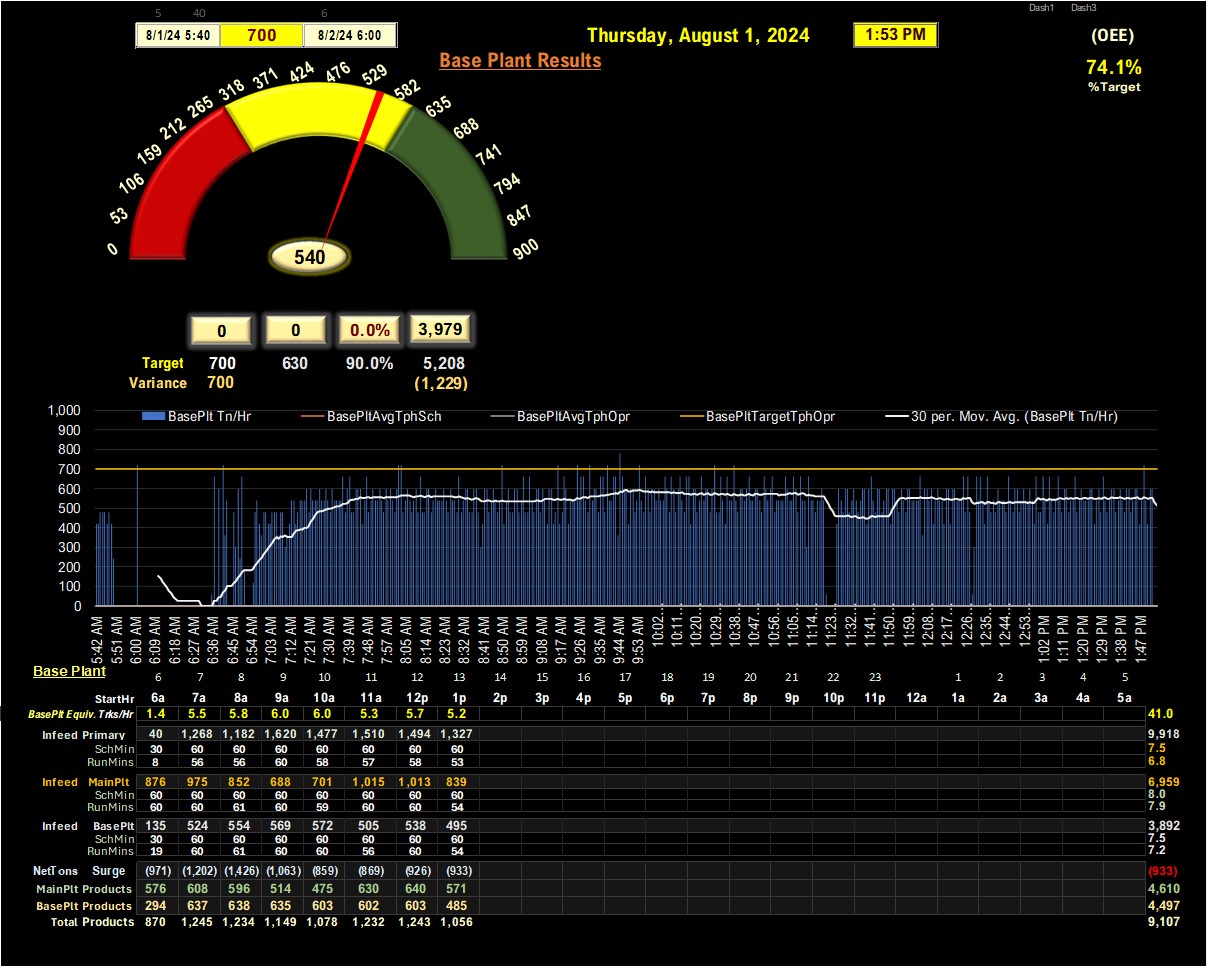 5 40 6 Dash1 Dash3
8/1/24 5:40 700 8/2/24 6:00 Thursday, August 1, 2024 1:53 PM (OEE)
Base Plant Results 74.1%
%Target
0 53 106 159 212 265 318 371 424 476 529 582 635 688 741 794 847 900
540
0 0 0.0% 3,979
Target 700 630 90.0% 5,208
Variance 700 (1,229)
BasePlt Tn/Hr BasePltAvgTphSch BasePltAvgTphOpr BasePltTargetTphOpr 30 per. Mov. Avg. (BasePlt Tn/Hr)
1,000
900
800
700
600
500
400
300
200
100
0
5:42 AM 5:51 AM 6:00 AM 6:09 AM 6:18 AM 6:27 AM 6:36 AM 6:45 AM 6:54 AM 7:03 AM 7:12 AM 7:21 AM 7:30 AM 7:39 AM 7:48 AM 7:57 AM 8:05 AM 8:14 AM 8:23 AM 8:32 AM 8:41 AM 8:50 AM 8:59 AM 9:08 AM 9:17 AM 9:26 AM 9:35 AM 9:44 AM 9:53 AM 10:02... 10:11... 10:20... 10:29... 10:38... 10:47... 10:56... 11:05... 11:14... 11:23... 11:32... 11:41... 11:50... 11:59... 12:08... 12:17... 12:26... 12:35... 12:44... 12:53... 1:02 PM 1:11 PM 1:20 PM 1:29 PM 1:38 PM 1:47 PM
Base Plant 6 7 8 9 10 11 12 13 14 15 16 17 18 19 20 21 22 23 1 2 3 4 5
StartHr 6a 7a 8a 9a 10a 11a 12p 1p 2p 3p 4p 5p 6p 7p 8p 9p 10p 11p 12a 1a 2a 3a 4a 5a
BasePlt Equiv. Trks/Hr 1.4 5.5 5.8 6.0 6.0 5.3 5.7 5.2 41.0
Infeed Primary 40 1,268 1,182 1,620 1,477 1,510 1,494 1,327 9,918
SchMin 30 60 60 60 60 60 60 60 7.5
RunMins 8 56 56 60 58 57 58 53 6.8
Infeed MainPlt 876 975 852 688 701 1,015 1,013 839 6,959
SchMin 60 60 60 60 60 60 60 60 8.0
RunMins 60 60 61 60 59 60 60 54 7.9
Infeed BasePlt 135 524 554 569 572 505 538 495 3,892
SchMin 30 60 60 60 60 60 60 60 7.5
RunMins 19 60 61 60 60 56 60 54 7.2
NetTons Surge (971) (1,202) (1,426) (1,063) (859) (869) (926) (933) (933)
MainPlt Products 576 608 596 514 475 630 640 571 4,610
BasePlt Products 294 637 638 635 603 602 603 485 4,497
Total Products 870 1,245 1,234 1,149 1,078 1,232 1,243 1,056 9,107